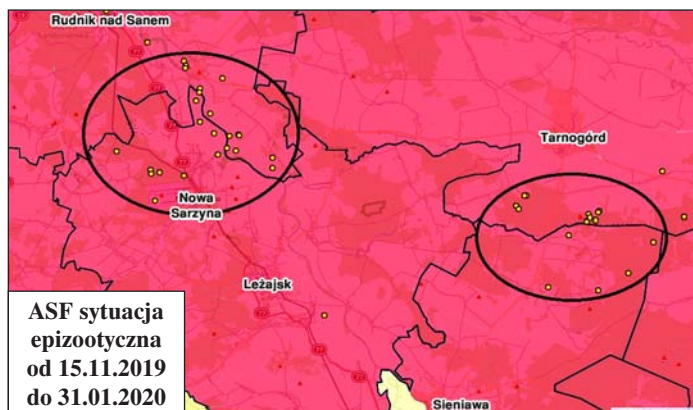 Rudnik nad Sanem
Tarnogórd
Nowa
Sarzyna
Leżajsk
ASF sytuacja
epizootyczna
od 15.11.2019
do 31.01.2020
Sieniawa